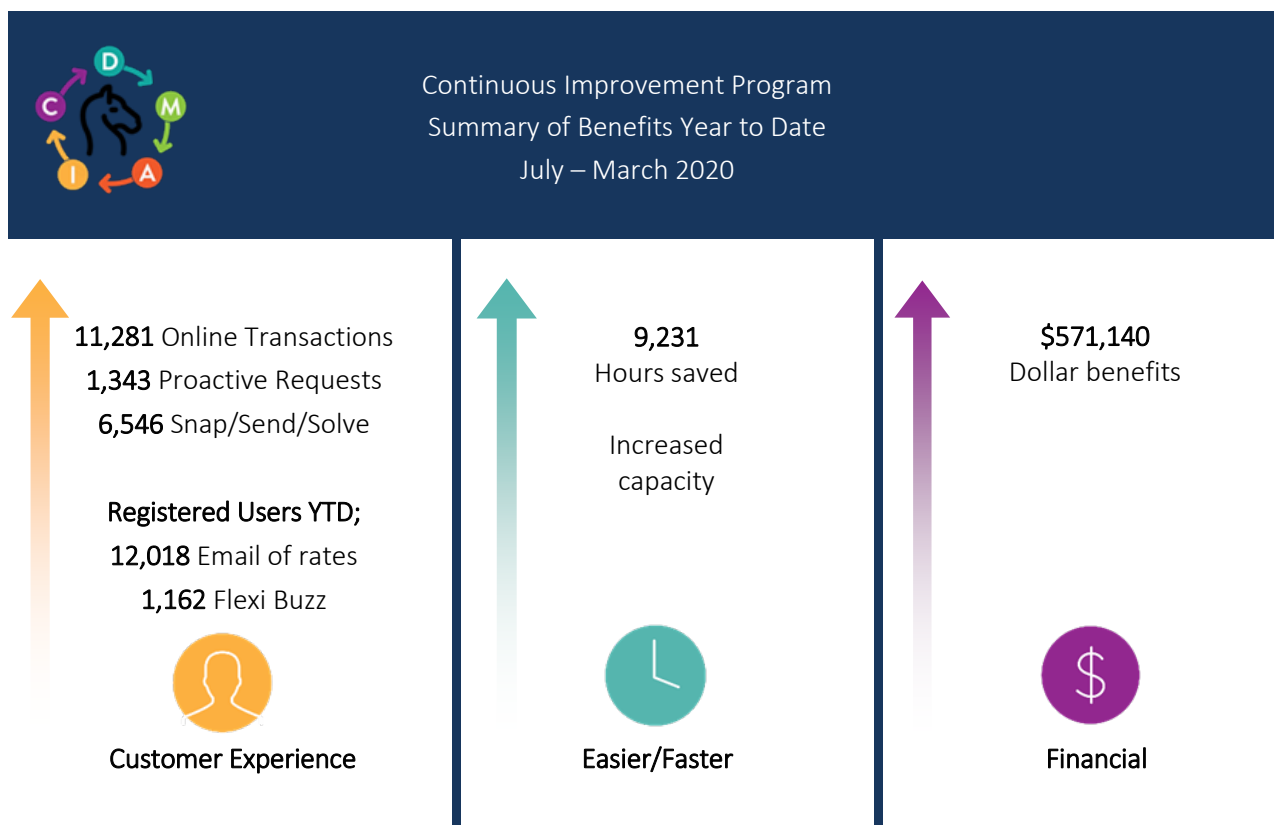 D
M
A
I
C
Continuous Improvement Program
Summary of Benefits Year to Date
July – March 2020
11,281 Online Transactions
1,343 Proactive Requests
6,546 Snap/Send/Solve
Registered Users YTD;
12,018 Email of rates
1,162 Flexi Buzz
Customer Experience
9,231
Hours saved
Increased
capacity
Easier/Faster
$571,140
Dollar benefits
$
Financial